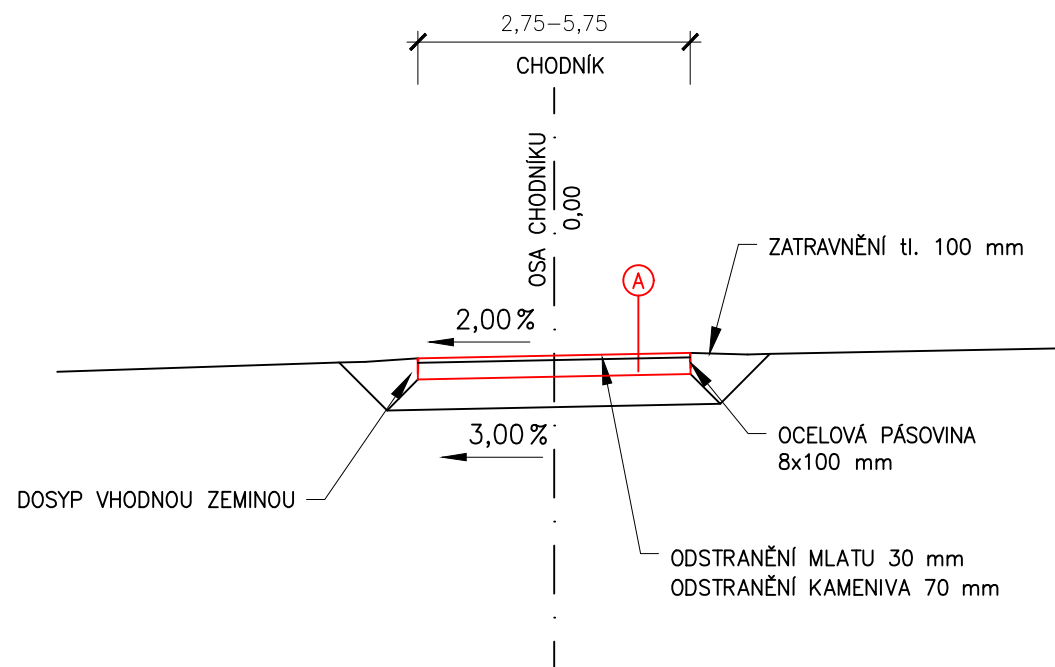 2,75–5,75
CHODNÍK
OSA CHODNÍKU
0,00
ZATRAVNĚNÍ tl. 100 mm
A
2,00%
3,00%
OCELOVÁ PÁSOVINA
8x100 mm
DOSYP VHODNOU ZEMINOU
ODSTRANĚNÍ MLATU 30 mm
ODSTRANĚNÍ KAMENIVA 70 mm